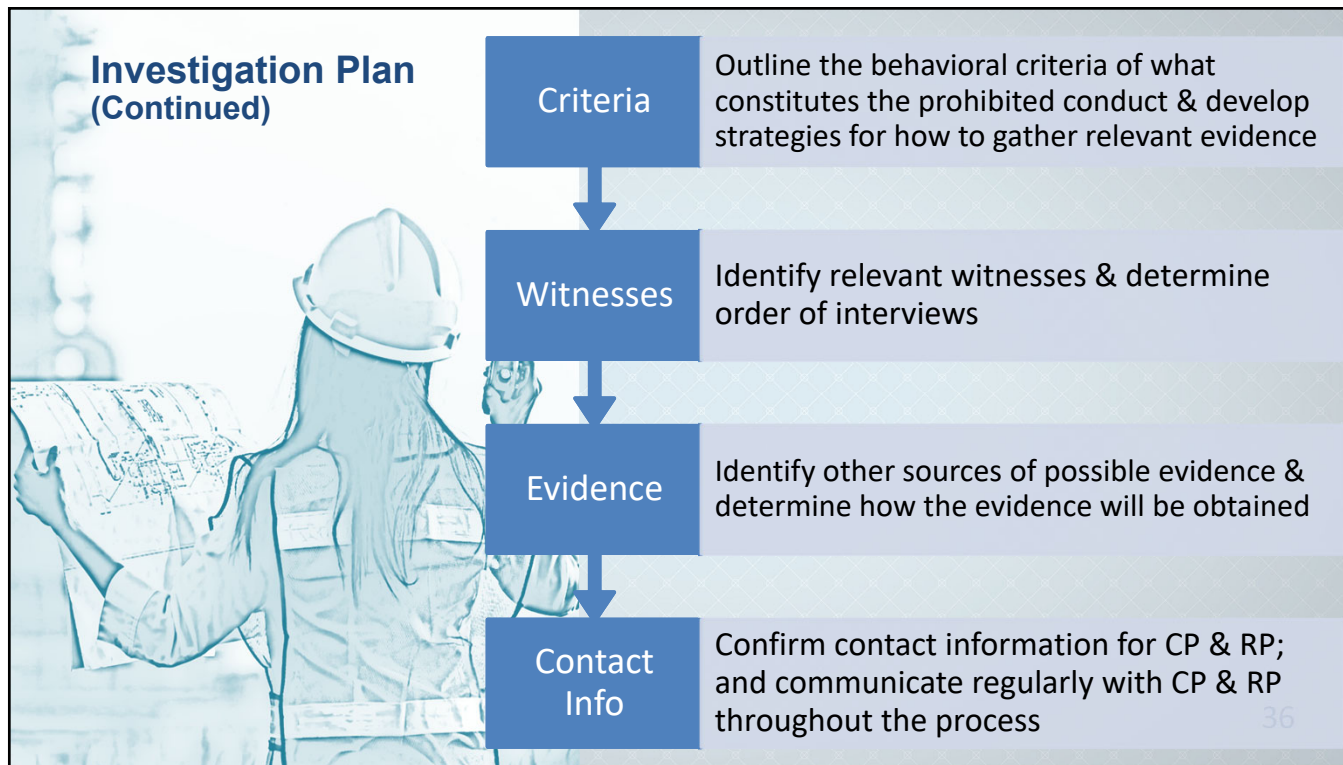 Investigation Plan
(Continued)
Criteria
Outline the behavioral criteria of what
constitutes the prohibited conduct & develop
strategies for how to gather relevant evidence
Witnesses
Identify relevant witnesses & determine
order of interviews
Evidence
Identify other sources of possible evidence &
determine how the evidence will be obtained
Contact
Info
Confirm contact information for CP & RP;
and communicate regularly with CP & RP
throughout the process
36